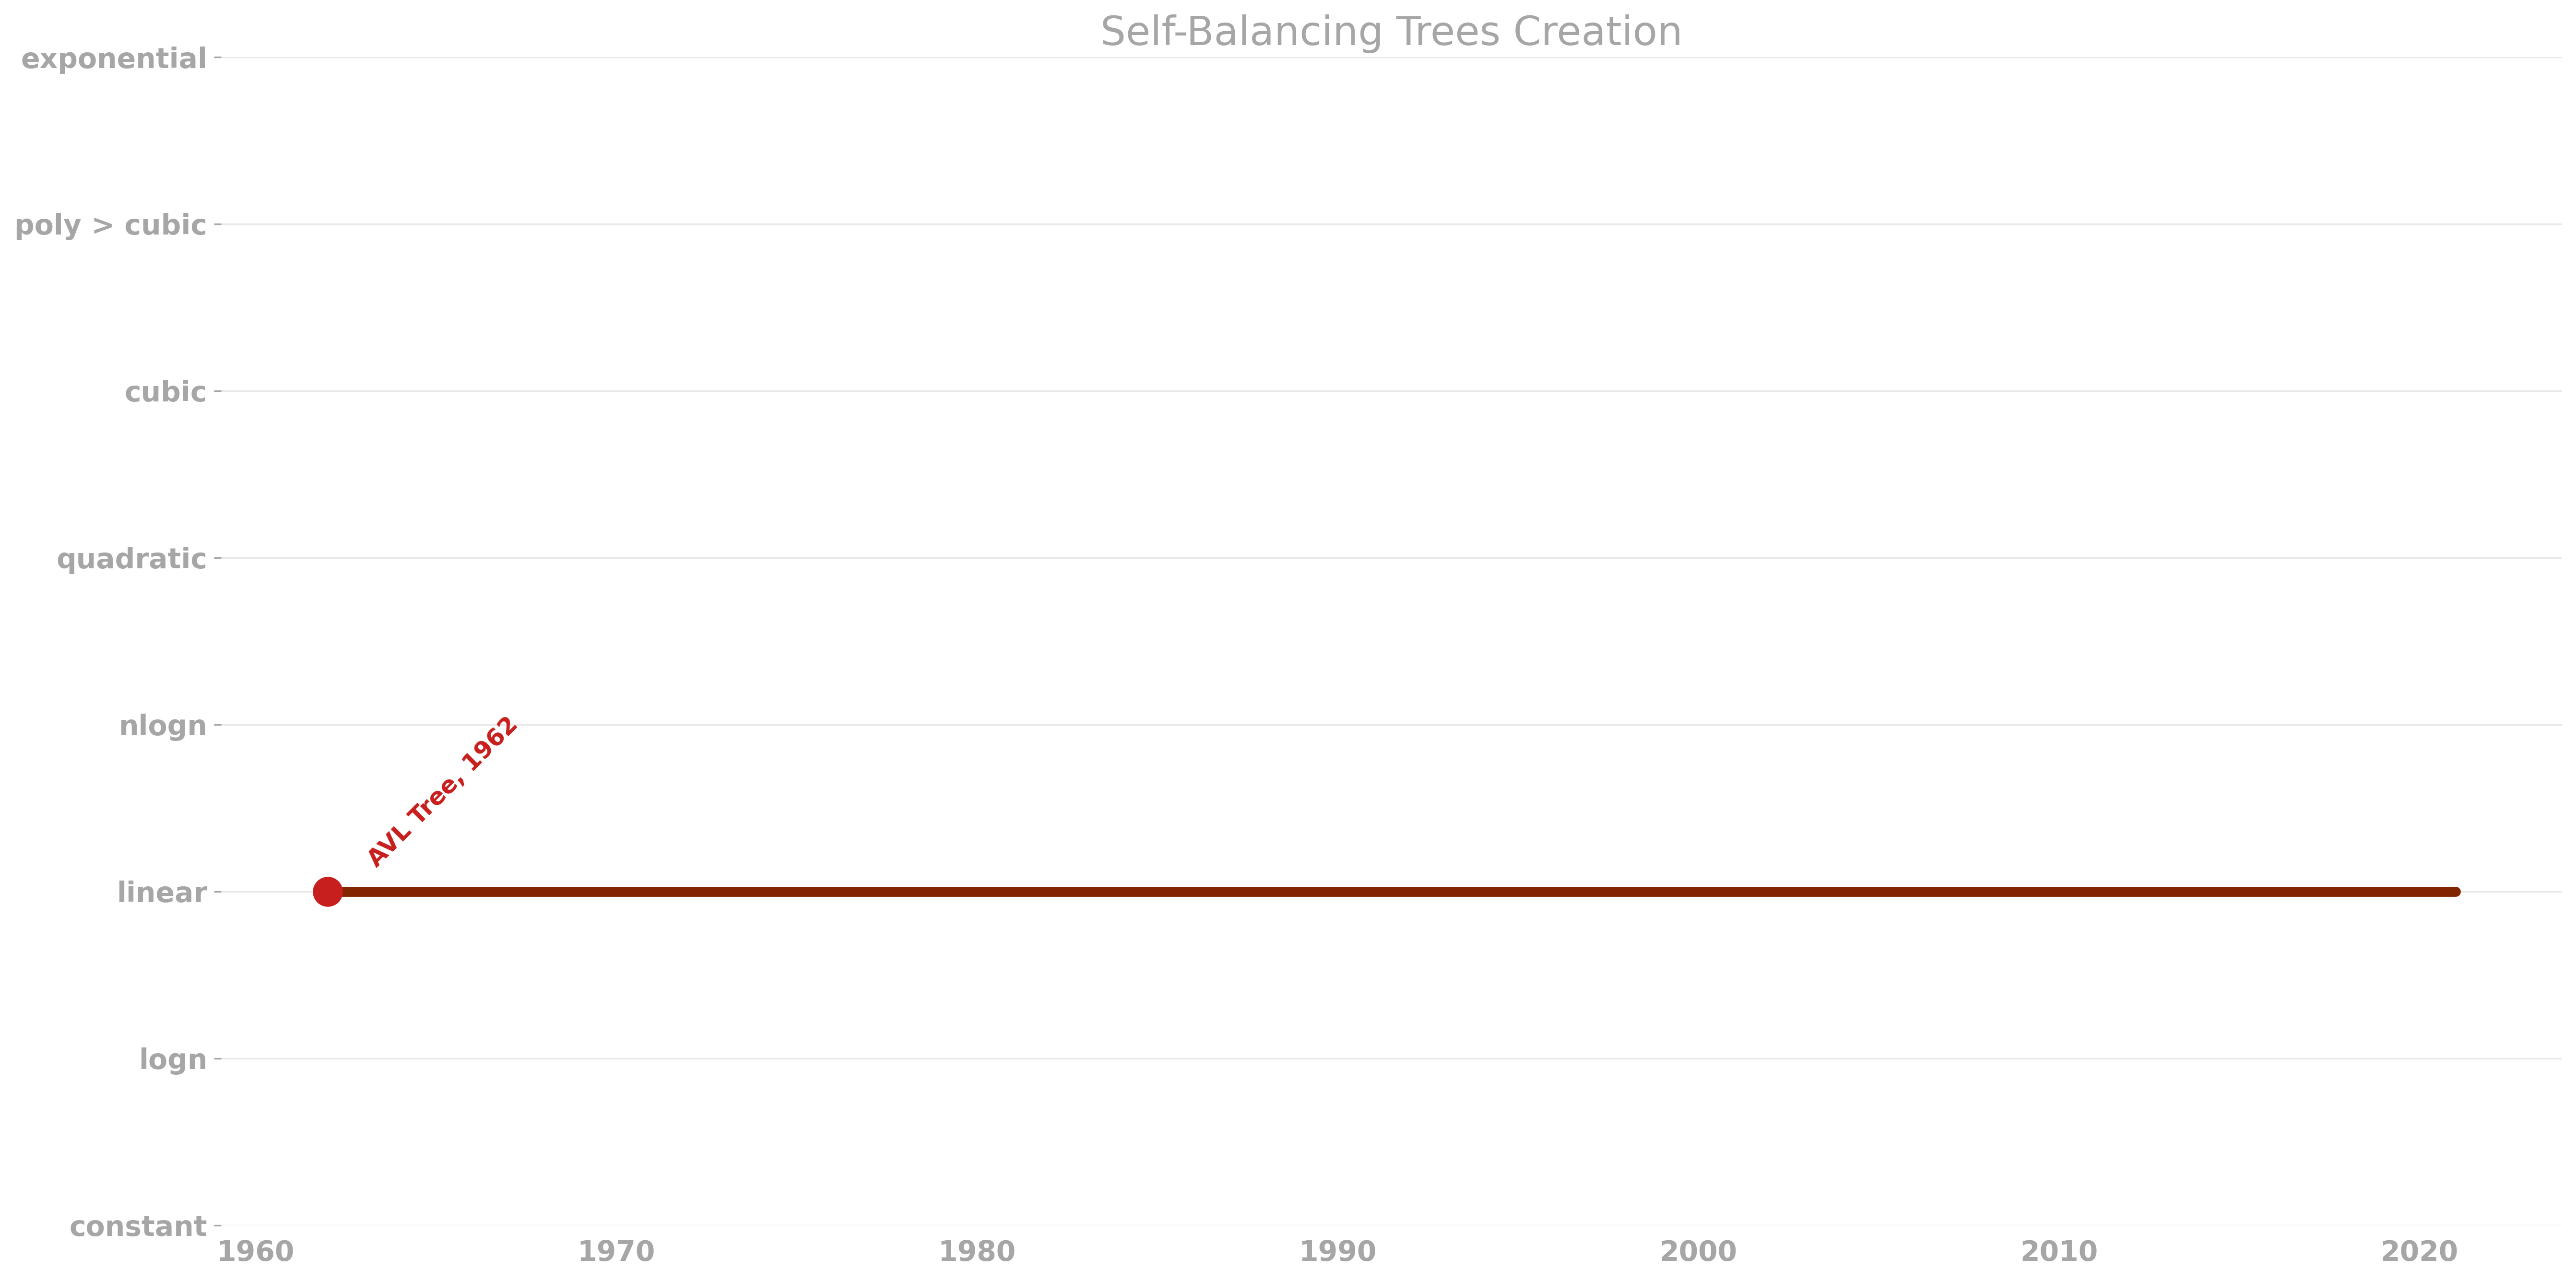 Self-Balancing Trees Creation
exponential
poly > cubic
cubic
quadratic
nlogn
AVL Tree, 1962
linear
logn
constant
1960 1970 1980 1990 2000 2010 2020